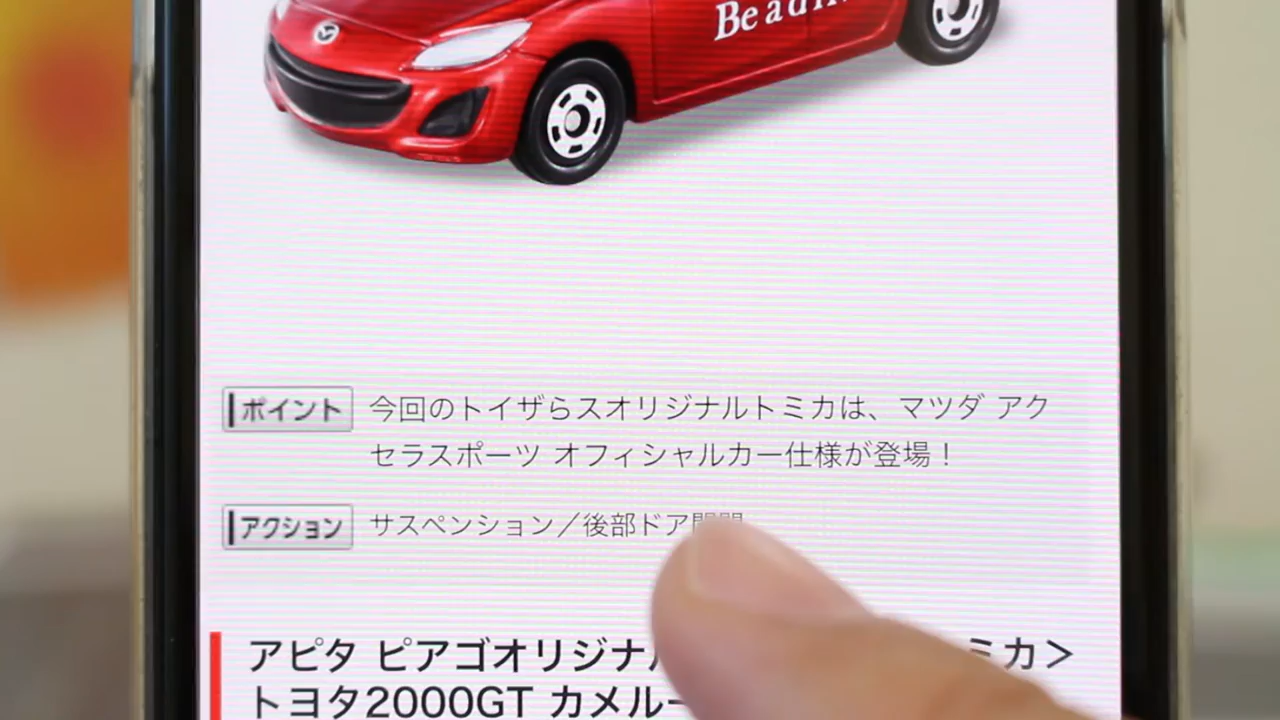 Be a
ポイント
今回のトイザらスオリジナルトミカは、マツダ アク
セラスポーツ オフィシャルカー仕様が登場！
アクション
サスペンション／後部ドア
アピタ ピアゴオリジナ ミカ＞
トヨタ2000GT カメルー